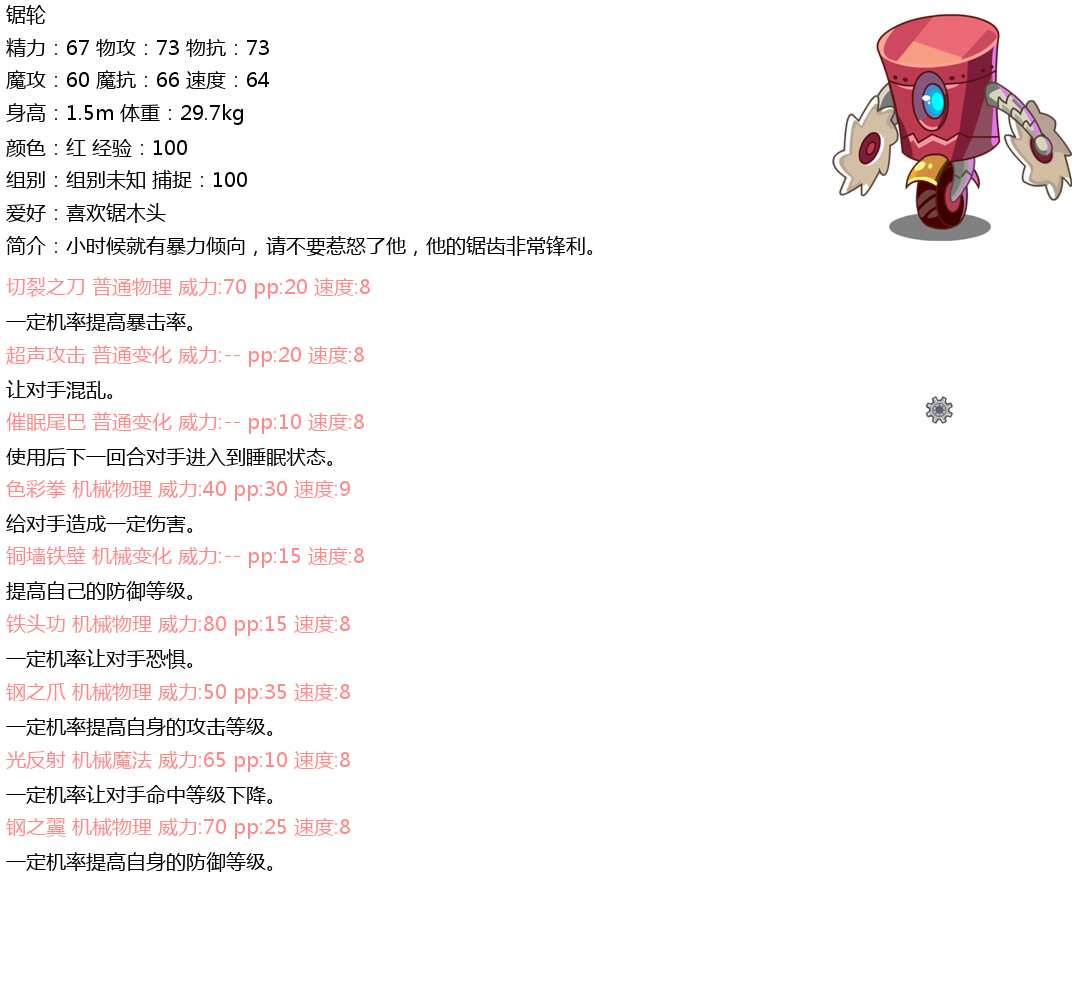 锯轮
精力：67 物攻：73 物抗：73
魔攻：60 魔抗：66 速度：64
身高：1.5m 体重：29.7kg
颜色：红 经验：100
组别：组别未知 捕捉：100
爱好：喜欢锯木头
简介：小时候就有暴力倾向，请不要惹怒了他，他的锯齿非常锋利。
切裂之刀 普通物理 威力:70 pp:20 速度:8
一定机率提高暴击率。
超声攻击 普通变化 威力:-- pp:20 速度:8
让对手混乱。
催眠尾巴 普通变化 威力:-- pp:10 速度:8
使用后下一回合对手进入到睡眠状态。
色彩拳 机械物理 威力:40 pp:30 速度:9
给对手造成一定伤害。
铜墙铁壁 机械变化 威力:-- pp:15 速度:8
提高自己的防御等级。
铁头功 机械物理 威力:80 pp:15 速度:8
一定机率让对手恐惧。
钢之爪 机械物理 威力:50 pp:35 速度:8
一定机率提高自身的攻击等级。
光反射 机械魔法 威力:65 pp:10 速度:8
一定机率让对手命中等级下降。
钢之翼 机械物理 威力:70 pp:25 速度:8
一定机率提高自身的防御等级。